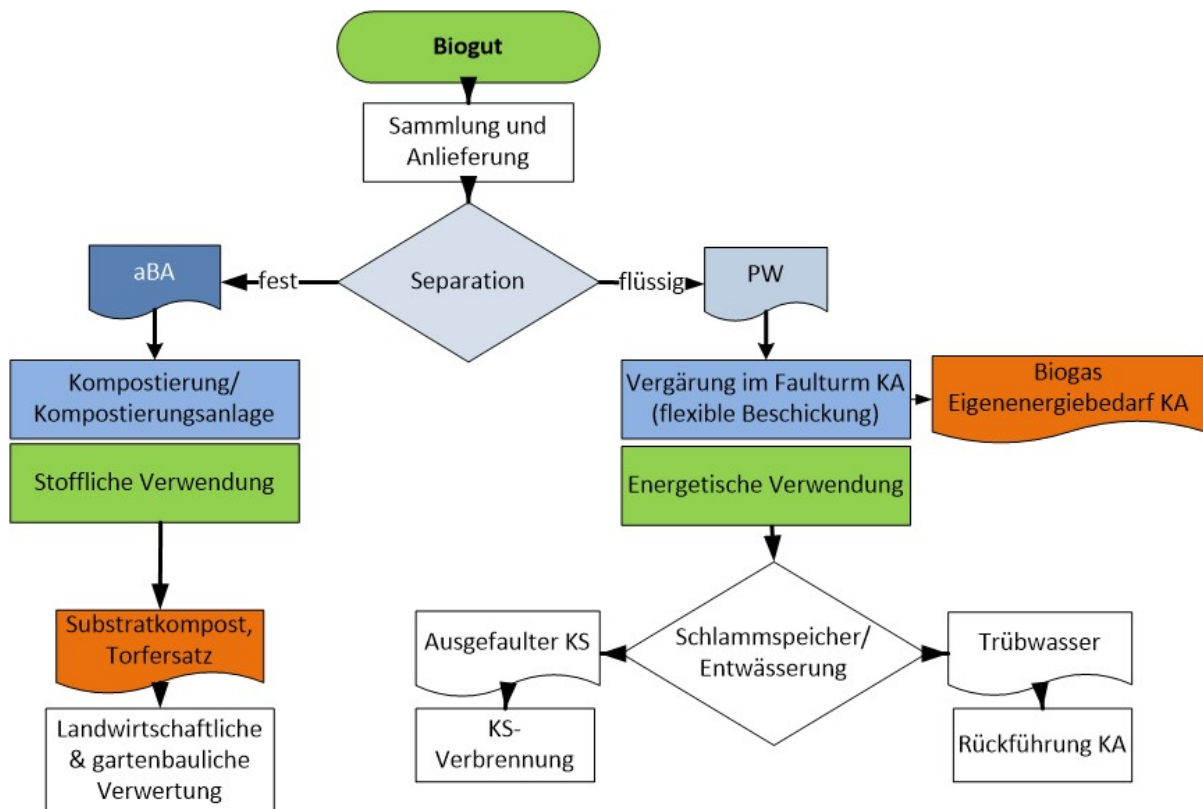 Biogut
Sammlung und
Anlieferung
aBA
fest
Separation
flüssig
PW
Kompostierung/
Kompostierungsanlage
Vergärung im Faulturm KA
(flexible Beschickung)
Biogas
Eigenenergiebedarf KA
Stoffliche Verwendung
Energetische Verwendung
Substratkompost,
Torfersatz
Ausgefaulter KS
Schlammspeicher/
Entwässerung
Trübwasser
Landwirtschaftliche
& gartenbauliche
Verwertung
KS-
Verbrennung
Rückführung KA